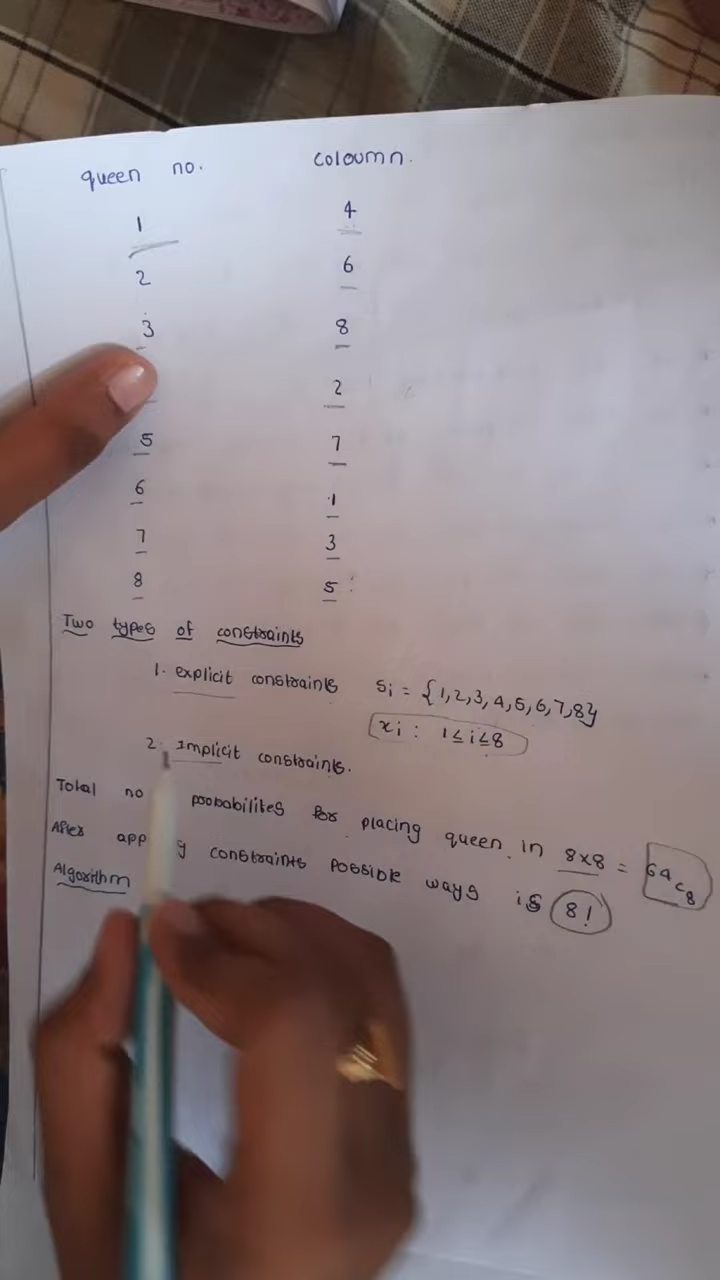 queen no. coloumn.
1 4
2 6
3 8
2
5 7
6 1
7 3
8 5
Two types of constraints
1. explicit constraints Si = {1,2,3,4,5,6,7,8}
xi : 1≤i≤8
2. Implicit constraints.
Total no probabilites for placing queen in 8x8 = 64c8
After app constraints possible ways is 8!
Algorithm